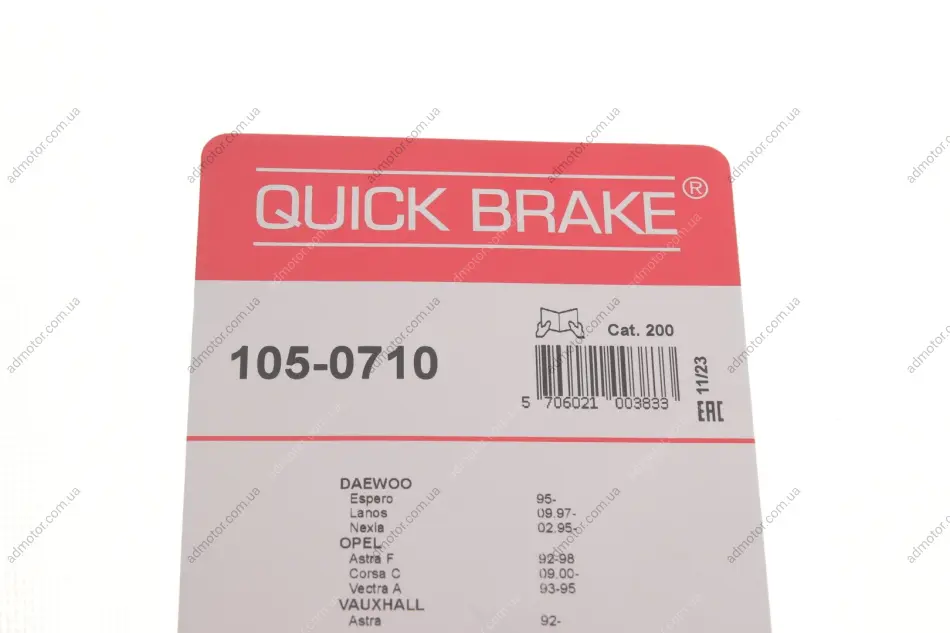 QUICK BRAKE®
Cat. 200
105-0710
5 706021 003833
11/23
EAC
DAEWOO
Espero 95-
Lanos 09.97-
Nexia 02.95-
OPEL
Astra F 92-98
Corsa C 09.00-
Vectra A 93-95
VAUXHALL
Astra 92-
admotor.com.ua